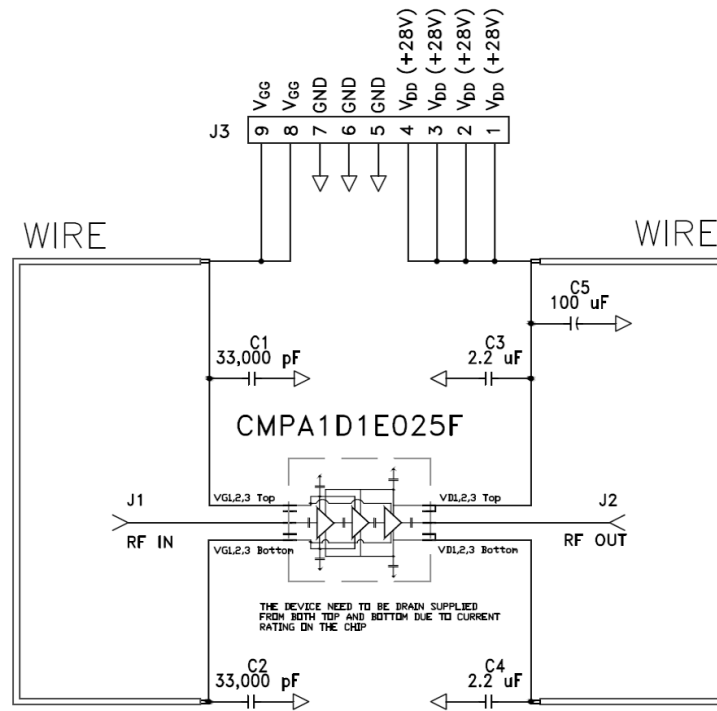 VGG
VGG
GND
GND
GND
VDD (+28V)
VDD (+28V)
VDD (+28V)
VDD (+28V)
J3
9 8 7 6 5 4 3 2 1
WIRE
WIRE
C5
100 uF
C1
33,000 pF
C3
2.2 uF
CMPA1D1E025F
J1
VG1,2,3 Top
VD1,2,3 Top
J2
RF IN
RF OUT
VG1,2,3 Bottom
VD1,2,3 Bottom
THE DEVICE NEED TO BE DRAIN SUPPLIED
FROM BOTH TOP AND BOTTOM DUE TO CURRENT
RATING ON THE CHIP
C2
33,000 pF
C4
2.2 uF